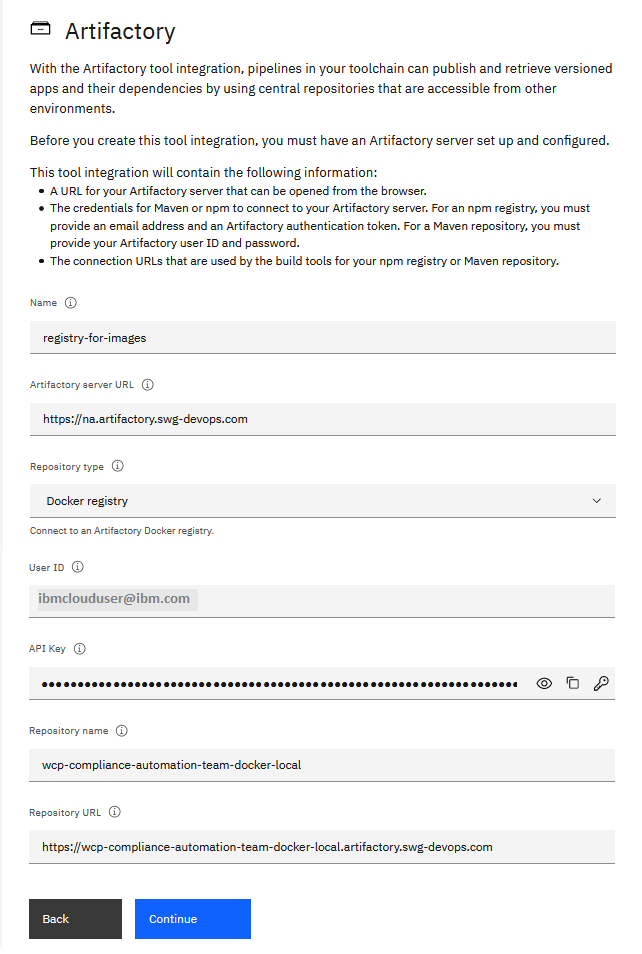 Artifactory
With the Artifactory tool integration, pipelines in your toolchain can publish and retrieve versioned
apps and their dependencies by using central repositories that are accessible from other
environments.
Before you create this tool integration, you must have an Artifactory server set up and configured.
This tool integration will contain the following information:
• A URL for your Artifactory server that can be opened from the browser.
• The credentials for Maven or npm to connect to your Artifactory server. For an npm registry, you must
provide an email address and an Artifactory authentication token. For a Maven repository, you must
provide your Artifactory user ID and password.
• The connection URLs that are used by the build tools for your npm registry or Maven repository.
Name
registry-for-images
Artifactory server URL
https://na.artifactory.swg-devops.com
Repository type
Docker registry
Connect to an Artifactory Docker registry.
User ID
ibmclouduser@ibm.com
API Key
Repository name
wcp-compliance-automation-team-docker-local
Repository URL
https://wcp-compliance-automation-team-docker-local.artifactory.swg-devops.com
Back
Continue